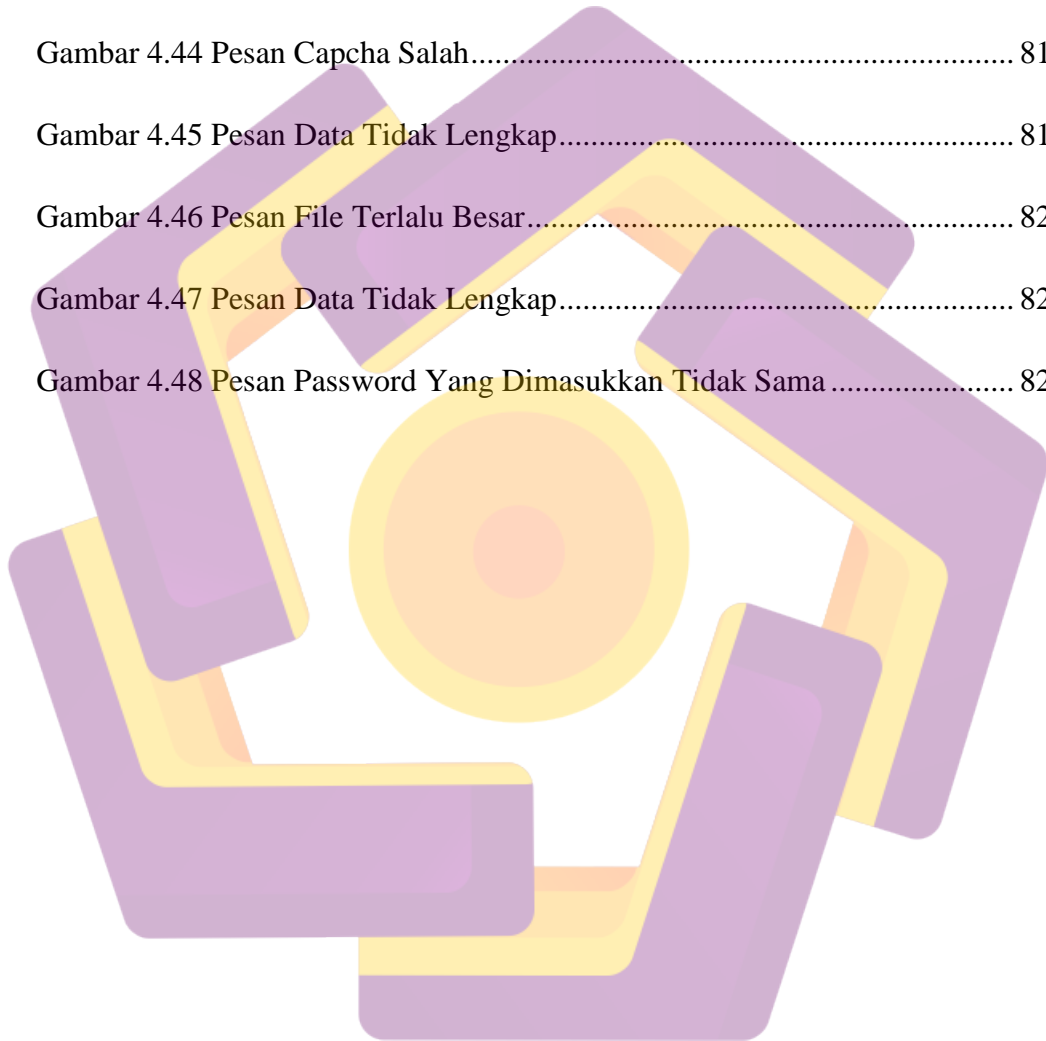 Gambar 4.44 Pesan Capcha Salah.................................................................. 81
Gambar 4.45 Pesan Data Tidak Lengkap....................................................... 81
Gambar 4.46 Pesan File Terlalu Besar........................................................... 82
Gambar 4.47 Pesan Data Tidak Lengkap....................................................... 82
Gambar 4.48 Pesan Password Yang Dimasukkan Tidak Sama ...................... 82